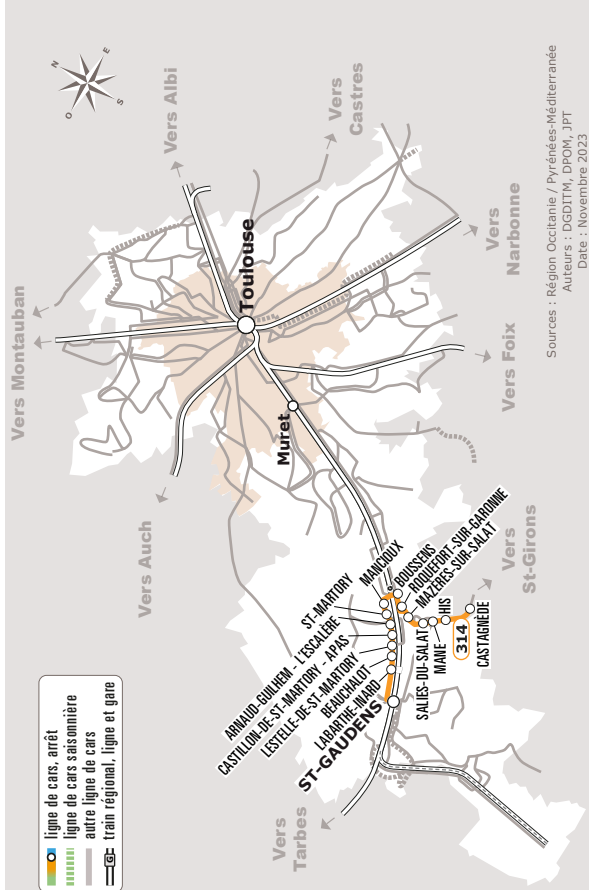 ligne de cars, arrêt
ligne de cars saisonnière
autre ligne de cars
G
train régional, ligne et gare
N
E
S
O
Vers Montauban
Vers Albi
Vers
Castres
Toulouse
Vers
Narbonne
Vers Auch
Muret
Vers Foix
MANCIOUX
BOUSSENS
ROQUEFORT-SUR-GARONNE
MAZÈRES-SUR-SALAT
ST-MARTORY
ARNAUD-GUILHEM - L'ESCALÈRE
CASTILLON-DE-ST-MARTORY - APAS
LESTELLE-DE-ST-MARTORY
BEAUCHALOT
LABARTHE-INARD
ST-GAUDENS
SALIES-DU-SALAT
MANE
HIS
314
CASTAGNÈDE
Vers
St-Girons
Vers
Tarbes
Sources : Région Occitanie / Pyrénées-Méditerranée
Auteurs : DGDITM, DPOM, JPT
Date : Novembre 2023